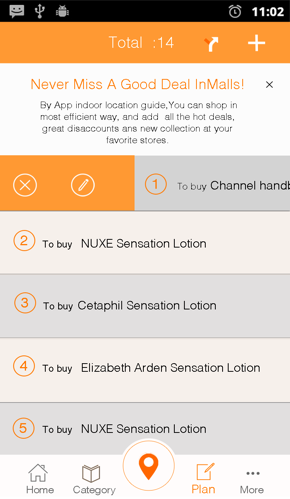 11:02
Total :14
Never Miss A Good Deal InMalls!
By App indoor location guide,You can shop in
most efficient way, and add all the hot deals,
great disaccounts ans new collection at your
favorite stores.
1 To buy Channel handb
2 To buy NUXE Sensation Lotion
3 To buy Cetaphil Sensation Lotion
4 To buy Elizabeth Arden Sensation Lotion
5 To buy NUXE Sensation Lotion
Home Category Plan More